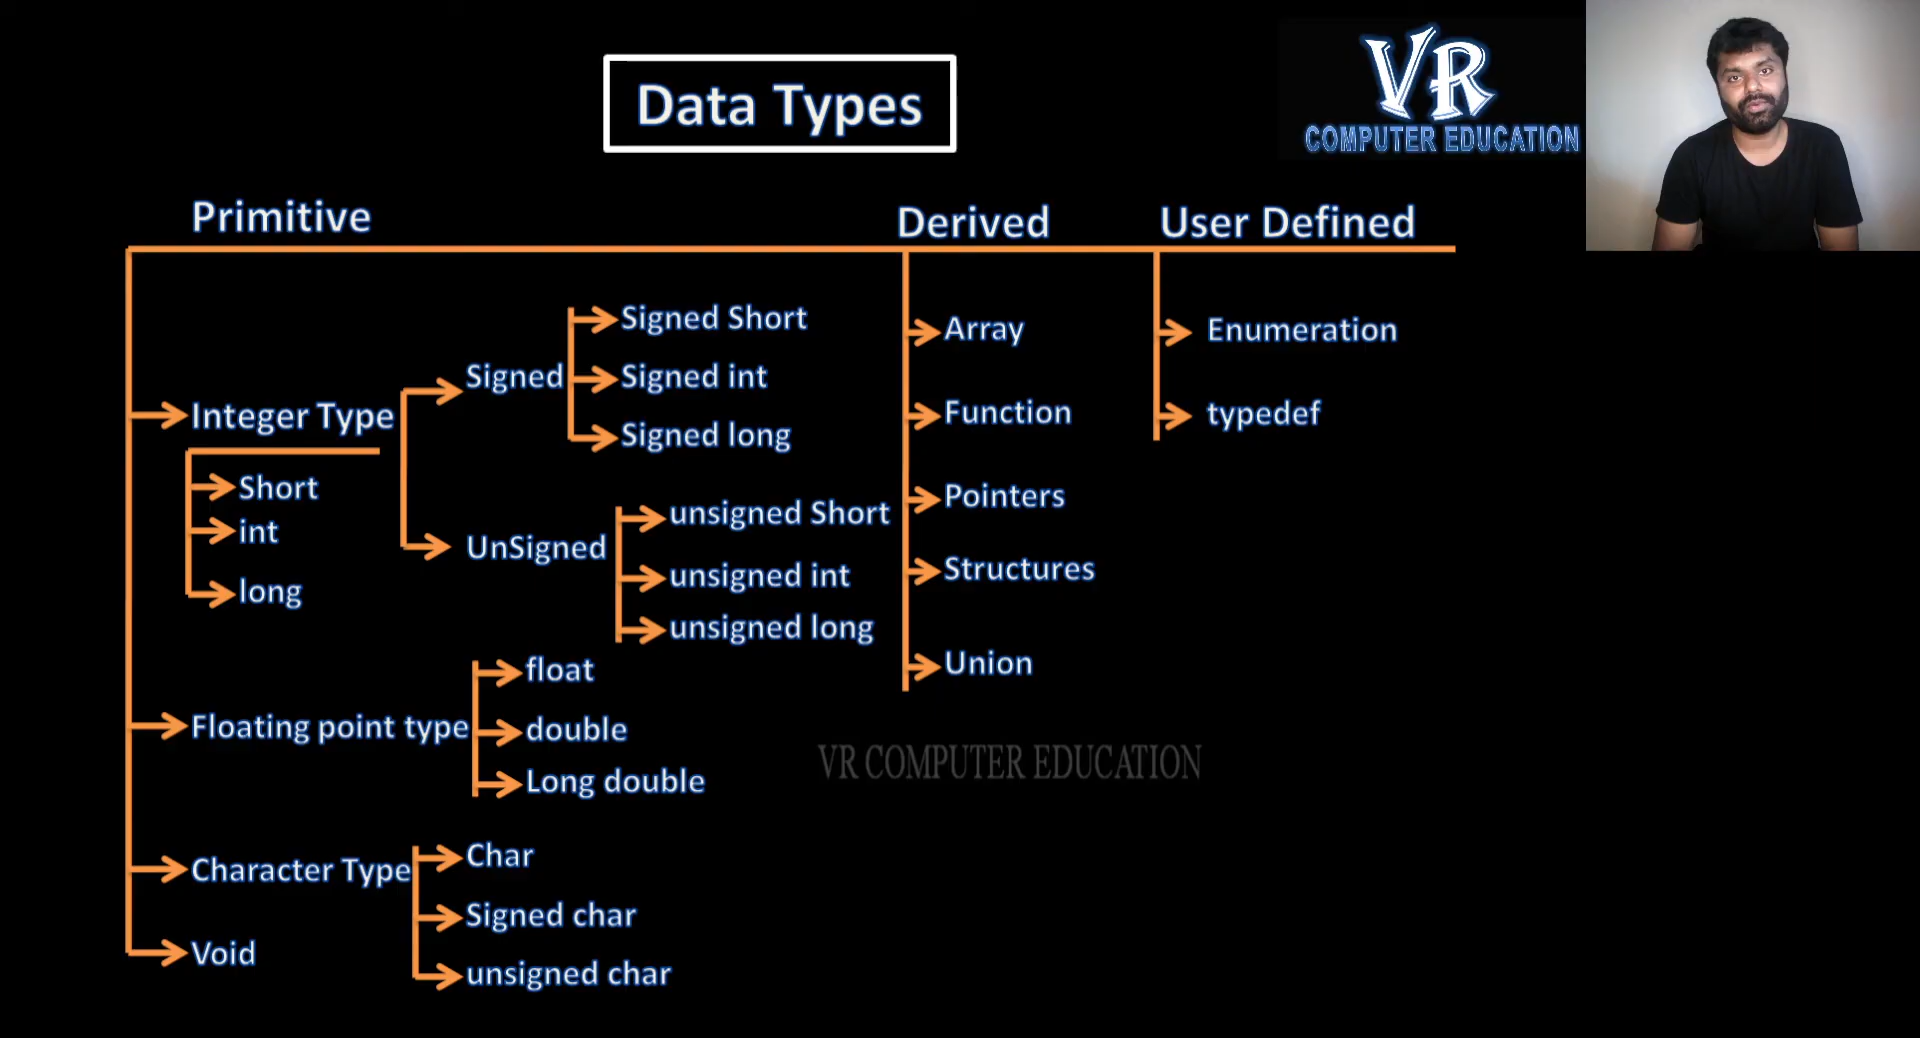 Data Types
VR
COMPUTER EDUCATION
Primitive
Derived
User Defined
Integer Type
Short
int
long
Signed
Signed Short
Signed int
Signed long
UnSigned
unsigned Short
unsigned int
unsigned long
Floating point type
float
double
Long double
Character Type
Char
Signed char
unsigned char
Void
Array
Function
Pointers
Structures
Union
Enumeration
typedef
VR COMPUTER EDUCATION